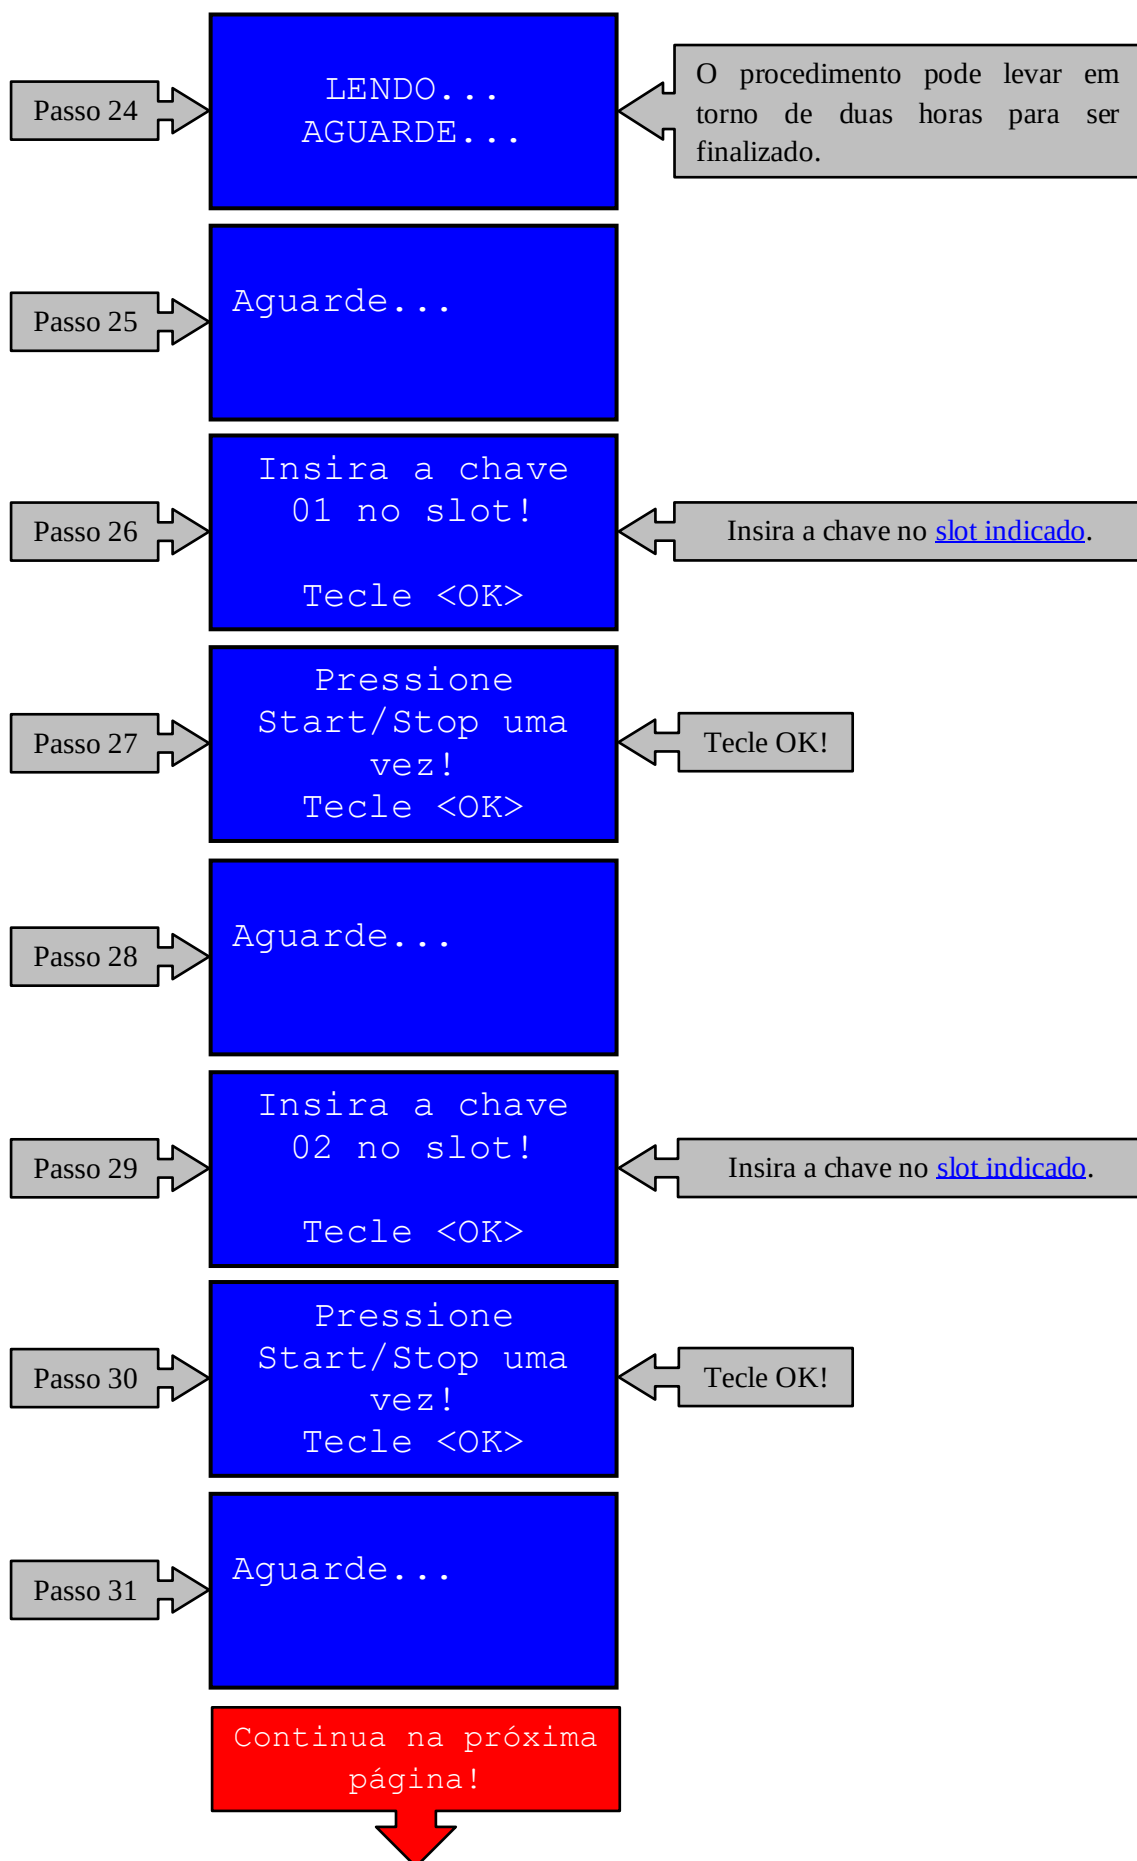 Passo 24
LENDO...
AGUARDE...
O procedimento pode levar em
torno de duas horas para ser
finalizado.
Passo 25
Aguarde...
Passo 26
Insira a chave
01 no slot!
Tecle <OK>
Insira a chave no slot indicado.
Passo 27
Pressione
Start/Stop uma
vez!
Tecle <OK>
Tecle OK!
Passo 28
Aguarde...
Passo 29
Insira a chave
02 no slot!
Tecle <OK>
Insira a chave no slot indicado.
Passo 30
Pressione
Start/Stop uma
vez!
Tecle <OK>
Tecle OK!
Passo 31
Aguarde...
Continua na próxima
página!